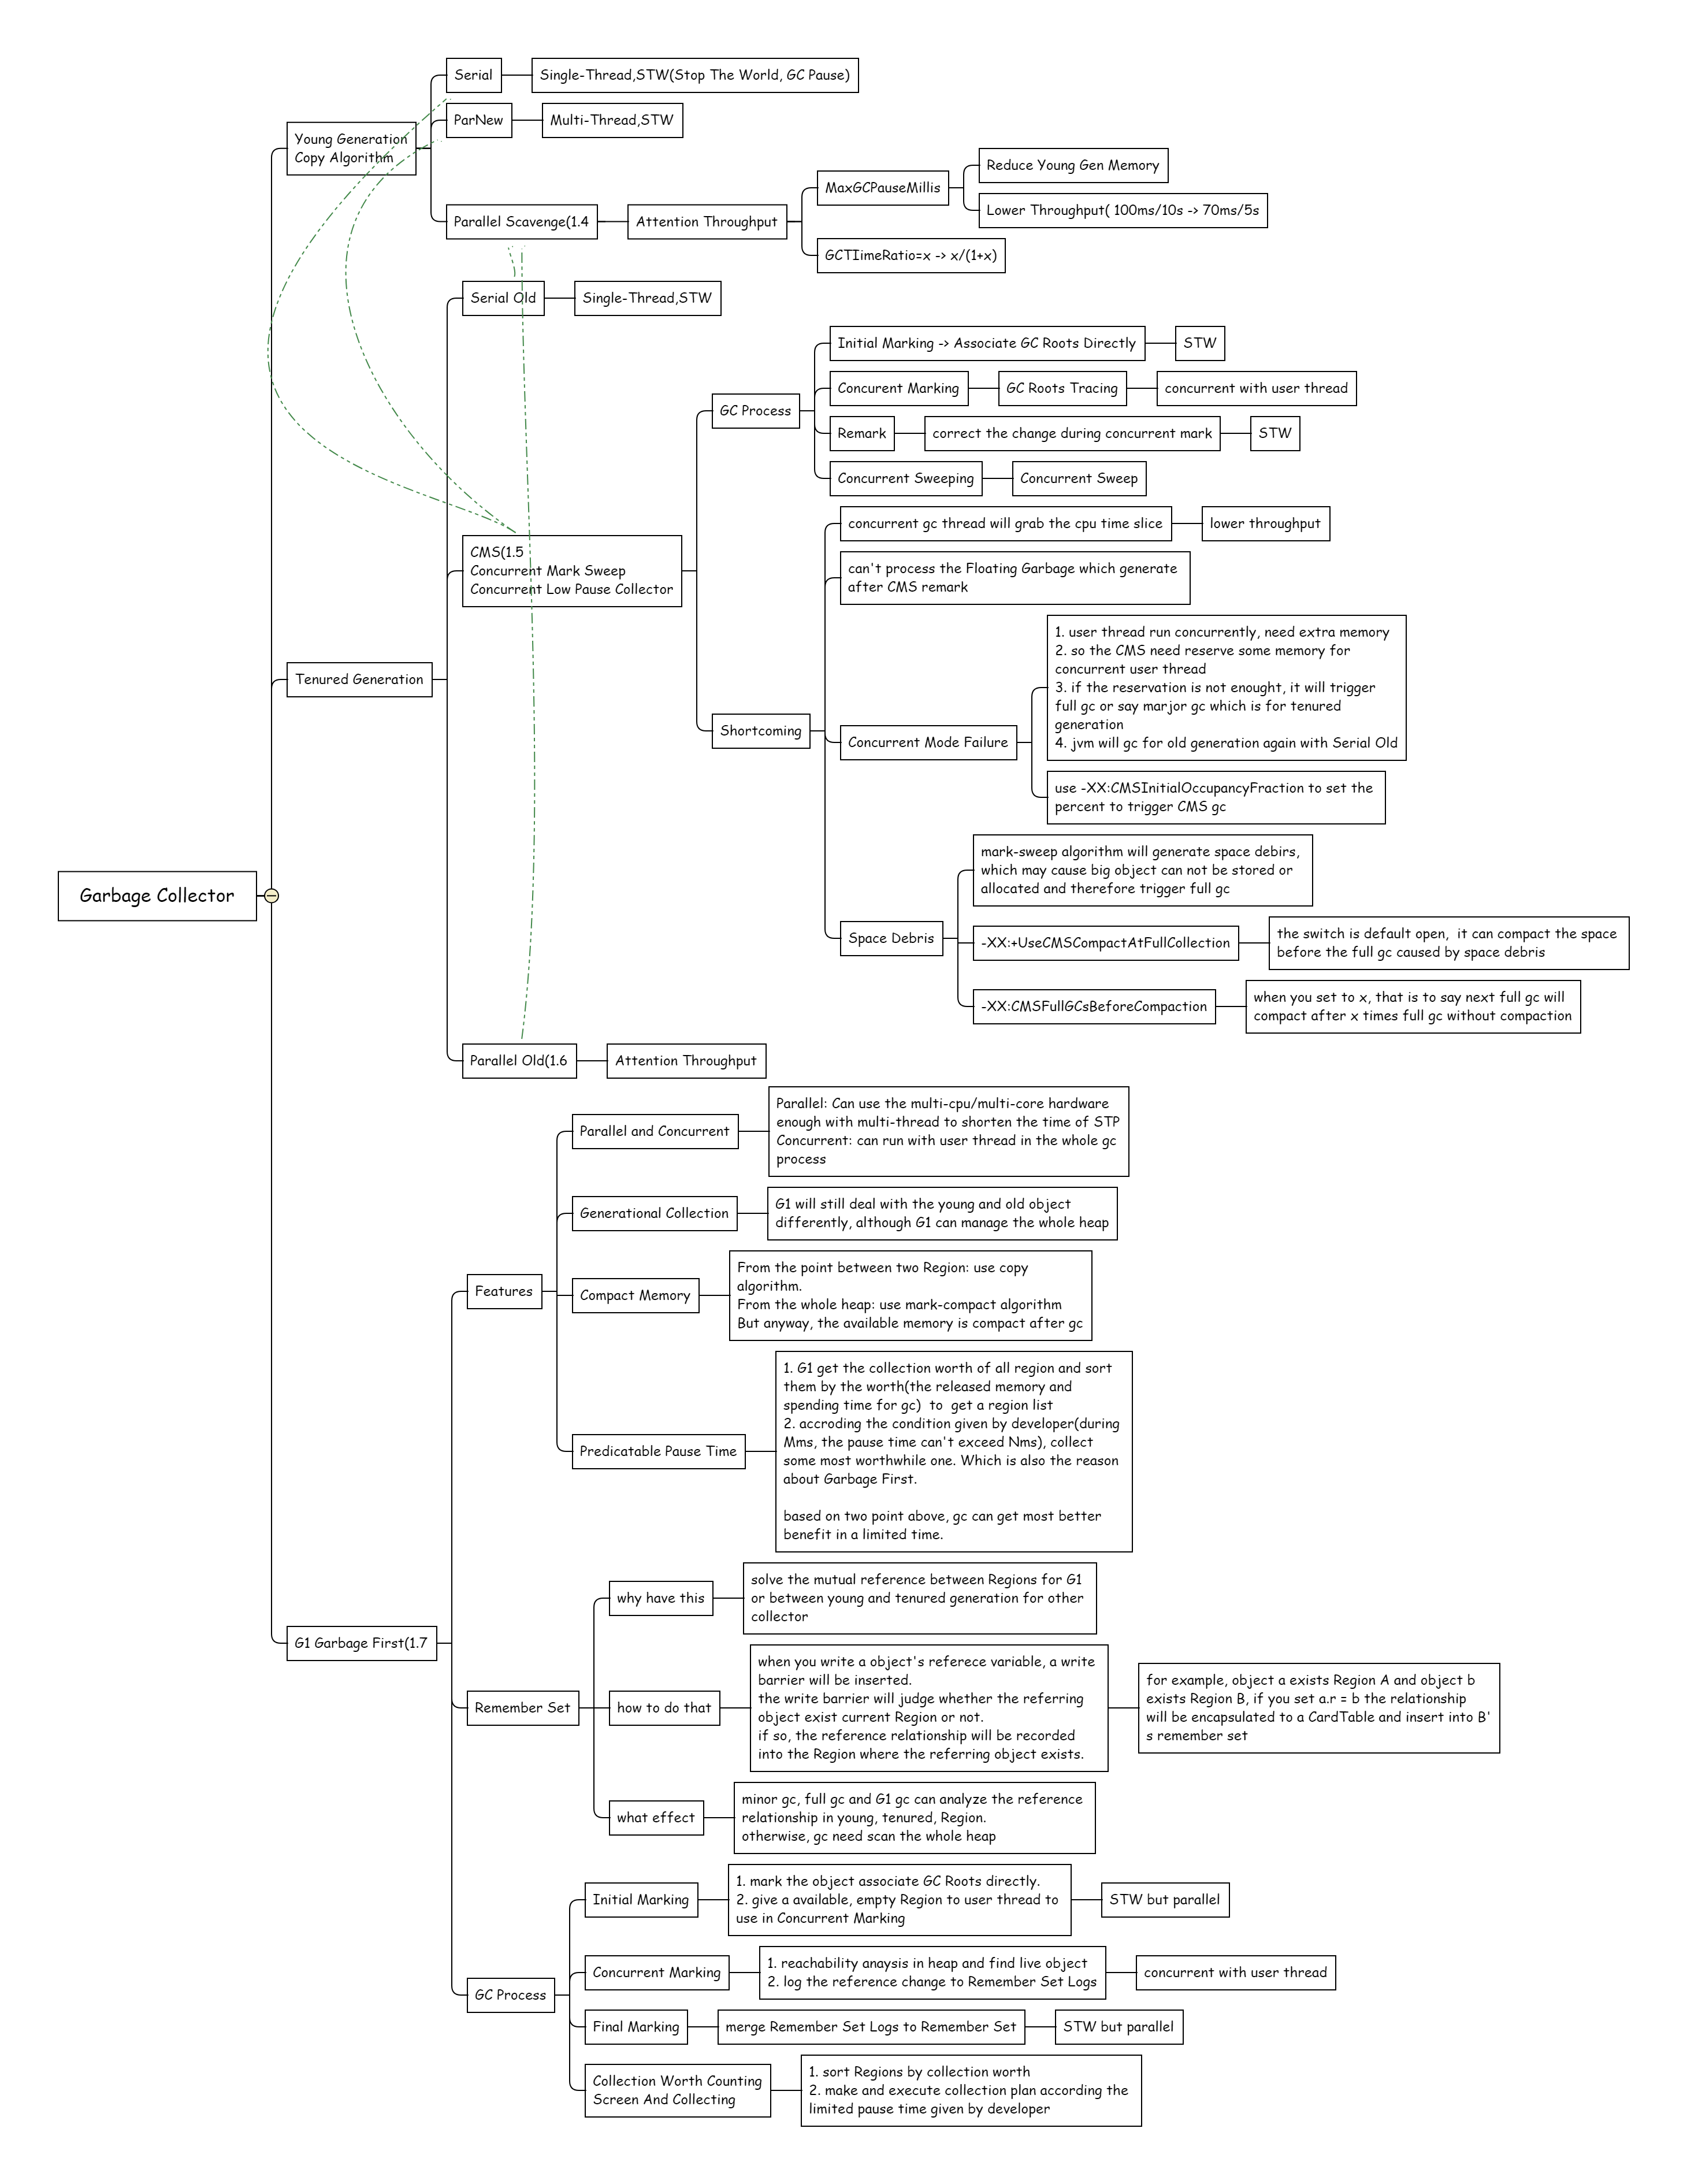 Garbage Collector
Young Generation
Copy Algorithm
Serial
Single-Thread,STW(Stop The World, GC Pause)
ParNew
Multi-Thread,STW
Parallel Scavenge(1.4
Attention Throughput
MaxGCPauseMillis
Reduce Young Gen Memory
Lower Throughput( 100ms/10s -> 70ms/5s
GCTIimeRatio=x -> x/(1+x)
Tenured Generation
Serial Old
Single-Thread,STW
CMS(1.5
Concurrent Mark Sweep
Concurrent Low Pause Collector
GC Process
Initial Marking -> Associate GC Roots Directly
STW
Concurent Marking
GC Roots Tracing
concurrent with user thread
Remark
correct the change during concurrent mark
STW
Concurrent Sweeping
Concurrent Sweep
Shortcoming
concurrent gc thread will grab the cpu time slice
lower throughput
can't process the Floating Garbage which generate
after CMS remark
Concurrent Mode Failure
1. user thread run concurrently, need extra memory
2. so the CMS need reserve some memory for
concurrent user thread
3. if the reservation is not enought, it will trigger
full gc or say marjor gc which is for tenured
generation
4. jvm will gc for old generation again with Serial Old
use -XX:CMSInitialOccupancyFraction to set the
percent to trigger CMS gc
Space Debris
mark-sweep algorithm will generate space debirs,
which may cause big object can not be stored or
allocated and therefore trigger full gc
-XX:+UseCMSCompactAtFullCollection
the switch is default open,  it can compact the space
before the full gc caused by space debris
-XX:CMSFullGCsBeforeCompaction
when you set to x, that is to say next full gc will
compact after x times full gc without compaction
Parallel Old(1.6
Attention Throughput
G1 Garbage First(1.7
Features
Parallel and Concurrent
Parallel: Can use the multi-cpu/multi-core hardware
enough with multi-thread to shorten the time of STP
Concurrent: can run with user thread in the whole gc
process
Generational Collection
G1 will still deal with the young and old object
differently, although G1 can manage the whole heap
Compact Memory
From the point between two Region: use copy
algorithm.
From the whole heap: use mark-compact algorithm
But anyway, the available memory is compact after gc
Predicatable Pause Time
1. G1 get the collection worth of all region and sort
them by the worth(the released memory and
spending time for gc)  to  get a region list
2. accroding the condition given by developer(during
Mms, the pause time can't exceed Nms), collect
some most worthwhile one. Which is also the reason
about Garbage First.
based on two point above, gc can get most better
benefit in a limited time.
Remember Set
why have this
solve the mutual reference between Regions for G1
or between young and tenured generation for other
collector
how to do that
when you write a object's referece variable, a write
barrier will be inserted.
the write barrier will judge whether the referring
object exist current Region or not.
if so, the reference relationship will be recorded
into the Region where the referring object exists.
for example, object a exists Region A and object b
exists Region B, if you set a.r = b the relationship
will be encapsulated to a CardTable and insert into B'
s remember set
what effect
minor gc, full gc and G1 gc can analyze the reference
relationship in young, tenured, Region.
otherwise, gc need scan the whole heap
GC Process
Initial Marking
1. mark the object associate GC Roots directly.
2. give a available, empty Region to user thread to
use in Concurrent Marking
STW but parallel
Concurrent Marking
1. reachability anaysis in heap and find live object
2. log the reference change to Remember Set Logs
concurrent with user thread
Final Marking
merge Remember Set Logs to Remember Set
STW but parallel
Collection Worth Counting
Screen And Collecting
1. sort Regions by collection worth
2. make and execute collection plan according the
limited pause time given by developer